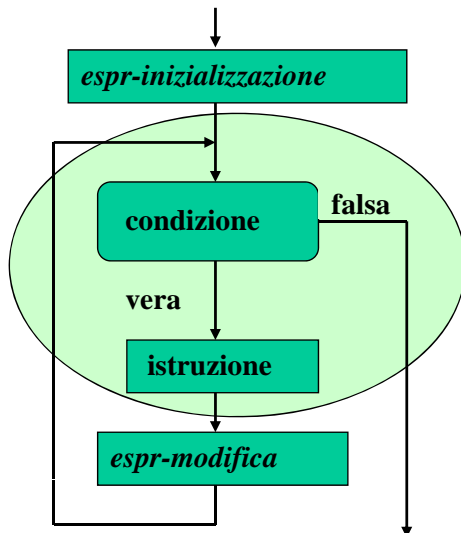 espr-inizializzazione
condizione
falsa
vera
istruzione
espr-modifica